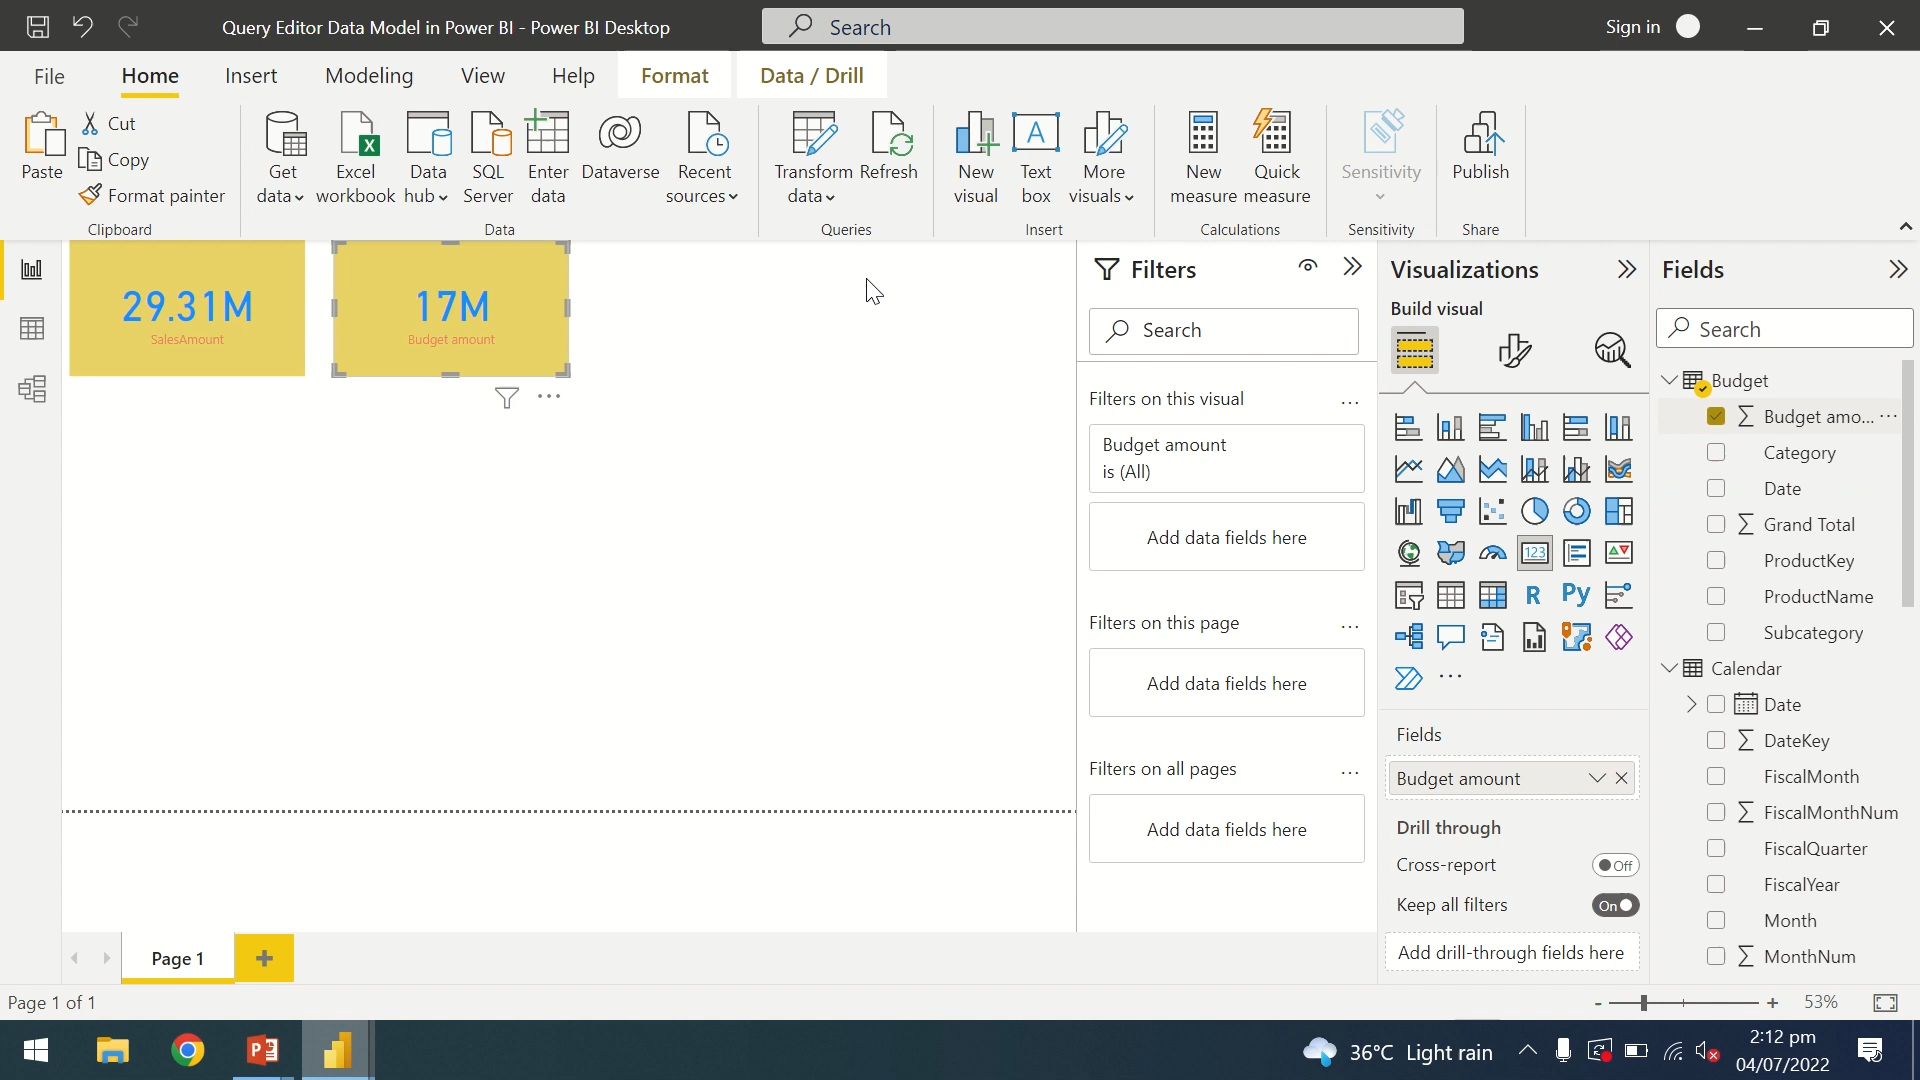 Query Editor Data Model in Power BI - Power BI Desktop
Search
Sign in
File
Home
Insert
Modeling
View
Help
Format
Data / Drill
Paste
Cut
Copy
Format painter
Clipboard
Get data
Excel workbook
Data hub
SQL Server
Enter data
Dataverse
Recent sources
Data
Transform data
Refresh
Queries
New visual
A
Text box
More visuals
Insert
New measure
Quick measure
Calculations
Sensitivity
Sensitivity
Publish
Share
29.31M
SalesAmount
17M
Budget amount
Filters
Search
Filters on this visual
...
Budget amount
is (All)
Add data fields here
Filters on this page
...
Add data fields here
Filters on all pages
...
Add data fields here
Visualizations
Build visual
123
R
Py
...
Fields
Budget amount
Drill through
Cross-report
Off
Keep all filters
On
Add drill-through fields here
Fields
Search
Budget
Budget amo...
Category
Date
Grand Total
ProductKey
ProductName
Subcategory
Calendar
Date
DateKey
FiscalMonth
FiscalMonthNum
FiscalQuarter
FiscalYear
Month
MonthNum
Page 1
Page 1 of 1
- + 53%
36°C Light rain
2:12 pm
04/07/2022